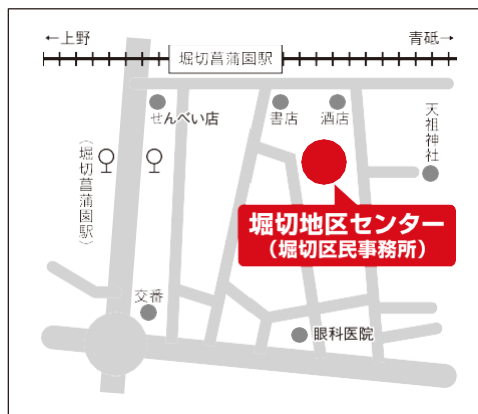 ←上野
青砥→
堀切菖蒲園駅
せんべい店
書店
酒店
天祖神社
(堀切菖蒲園駅)
堀切地区センター
(堀切区民事務所)
交番
眼科医院